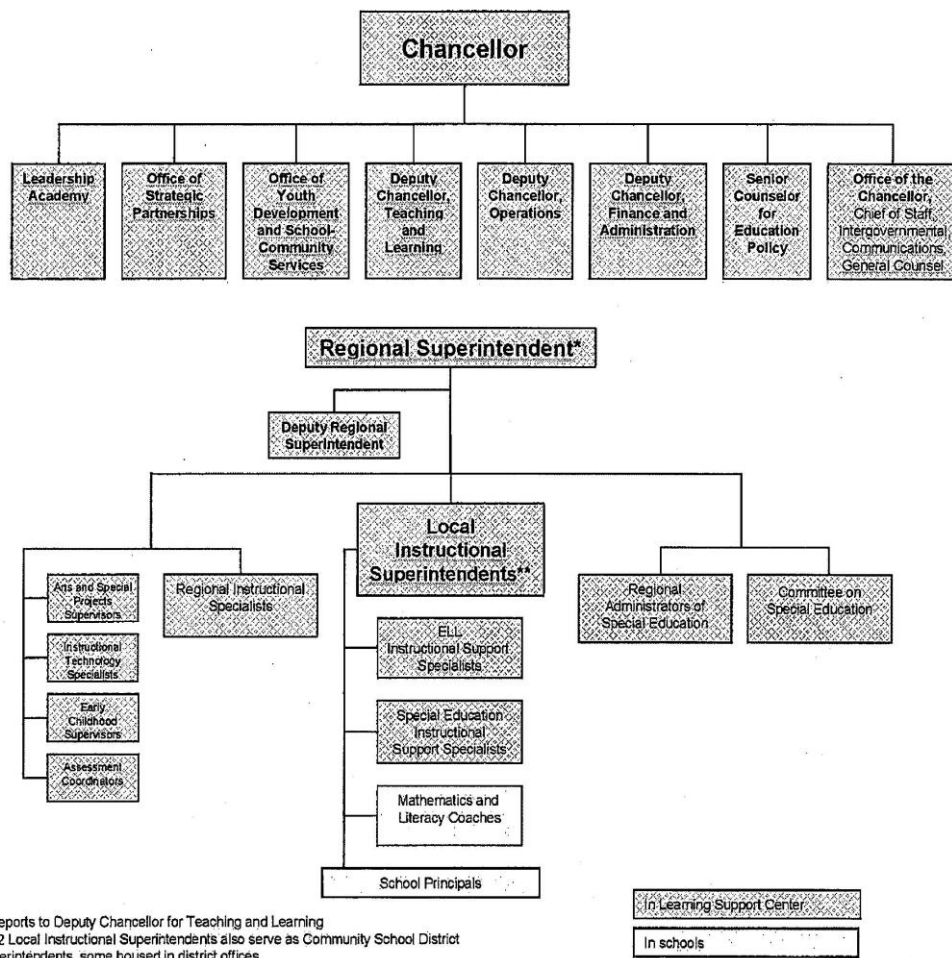 Chancellor
Leadership
Academy
Office of
Strategic
Partnerships
Office of
Youth
Development
and School-
Community
Services
Deputy
Chancellor,
Teaching
and
Learning
Deputy
Chancellor,
Operations
Deputy
Chancellor,
Finance and
Administration
Senior
Counselor
for
Education
Policy
Office of the
Chancellor,
Chief of Staff,
Intergovernmental,
Communications
General Counsel
Regional Superintendent*
Deputy Regional
Superintendent
Local
Instructional
Superintendents**
Arts and Special
Projects
Supervisors
Instructional
Technology
Specialists
Early
Childhood
Supervisors
Assessment
Coordinators
Regional Instructional
Specialists
ELL
Instructional Support
Specialists
Special Education
Instructional
Support Specialists
Mathematics and
Literacy Coaches
School Principals
Regional
Administrators of
Special Education
Committee on
Special Education
eports to Deputy Chancellor for Teaching and Learning
2 Local Instructional Superintendents also serve as Community School District
erintendents, some housed in district offices
In Learning Support Center
In schools